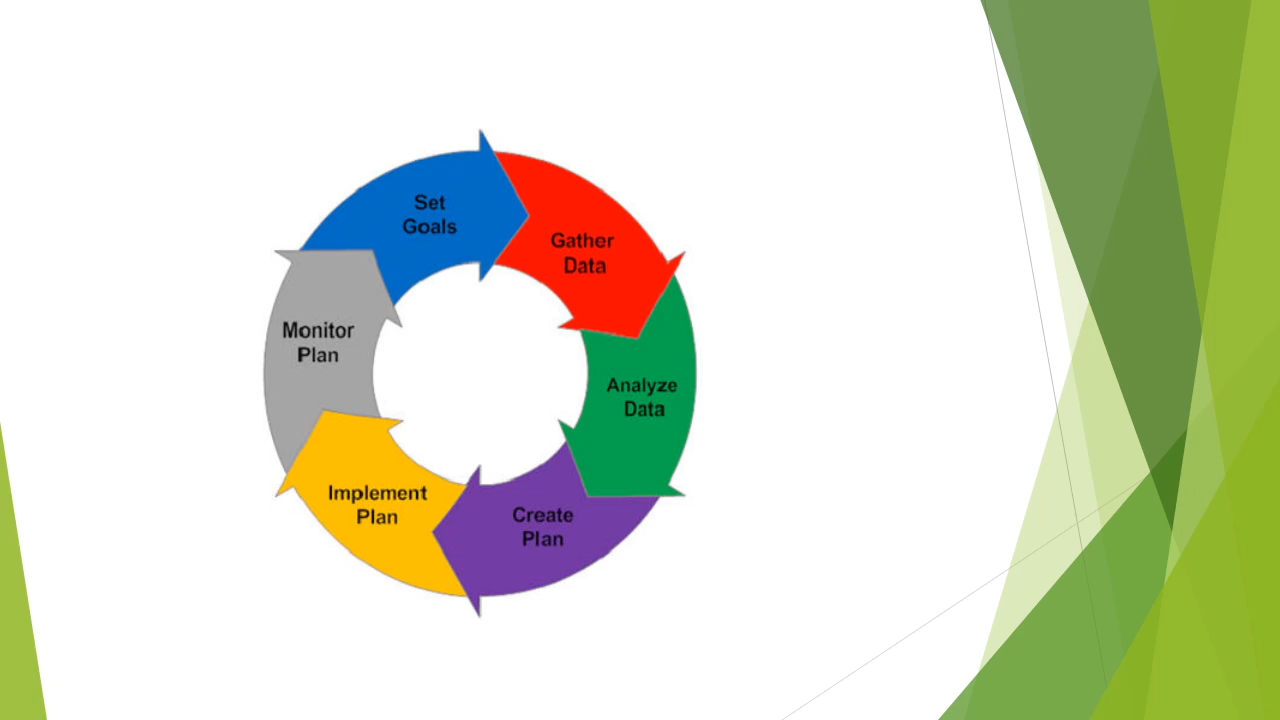 Set
Goals
Gather
Data
Analyze
Data
Create
Plan
Implement
Plan
Monitor
Plan